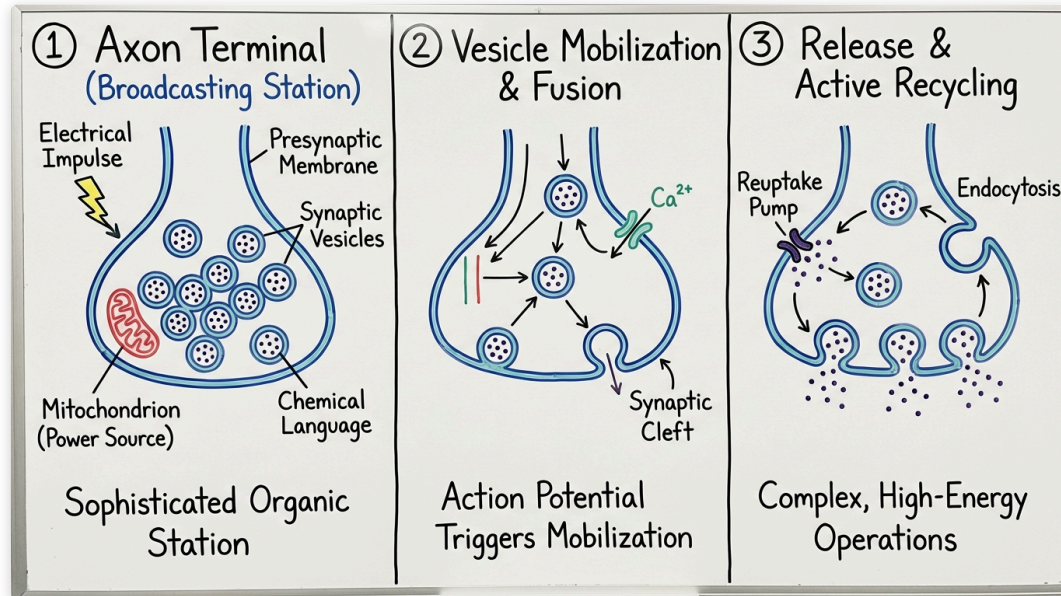 ① Axon Terminal
(Broadcasting Station)
Electrical
Impulse
Presynaptic
Membrane
Synaptic
Vesicles
Mitochondrion
(Power Source)
Chemical
Language
Sophisticated Organic
Station
② Vesicle Mobilization
& Fusion
Ca²⁺
Synaptic
Cleft
Action Potential
Triggers Mobilization
③ Release &
Active Recycling
Reuptake
Pump
Endocytosis
Complex, High-Energy
Operations